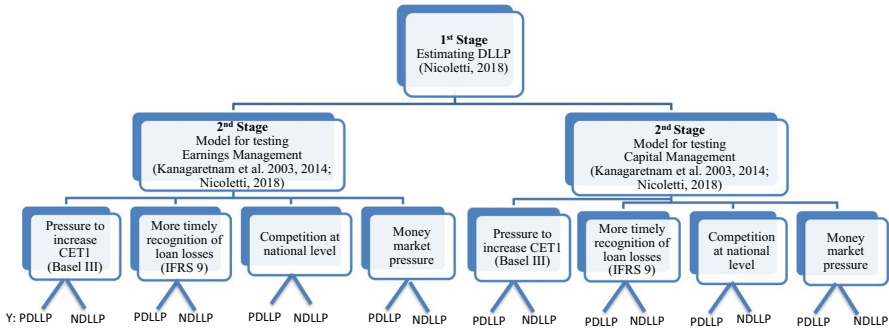 1st Stage
Estimating DLLP
(Nicoletti, 2018)
2nd Stage
Model for testing
Earnings Management
(Kanagaretnam et al. 2003, 2014;
Nicoletti, 2018)
2nd Stage
Model for testing
Capital Management
(Kanagaretnam et al. 2003, 2014;
Nicoletti, 2018)
Pressure to
increase
CET1
(Basel III)
More timely
recognition of
loan losses
(IFRS 9)
Competition at
national level
Money
market
pressure
Pressure to
increase CET1
(Basel III)
More timely
recognition of
loan losses
(IFRS 9)
Competition
at national
level
Money
market
pressure
Y: PDLLP NDLLP PDLLP NDLLP PDLLP NDLLP PDLLP NDLLP PDLLP NDLLP PDLLP NDLLP PDLLP NDLLP PDLLP NDLLP